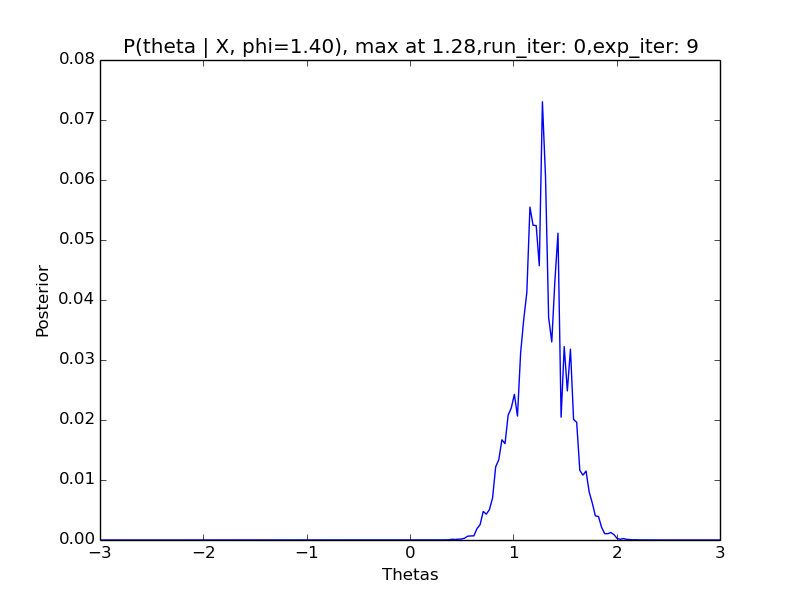 P(theta | X, phi=1.40), max at 1.28,run_iter: 0,exp_iter: 9
0.08
0.07
0.06
0.05
0.04
0.03
0.02
0.01
0.00
Posterior
−3 −2 −1 0 1 2 3
Thetas